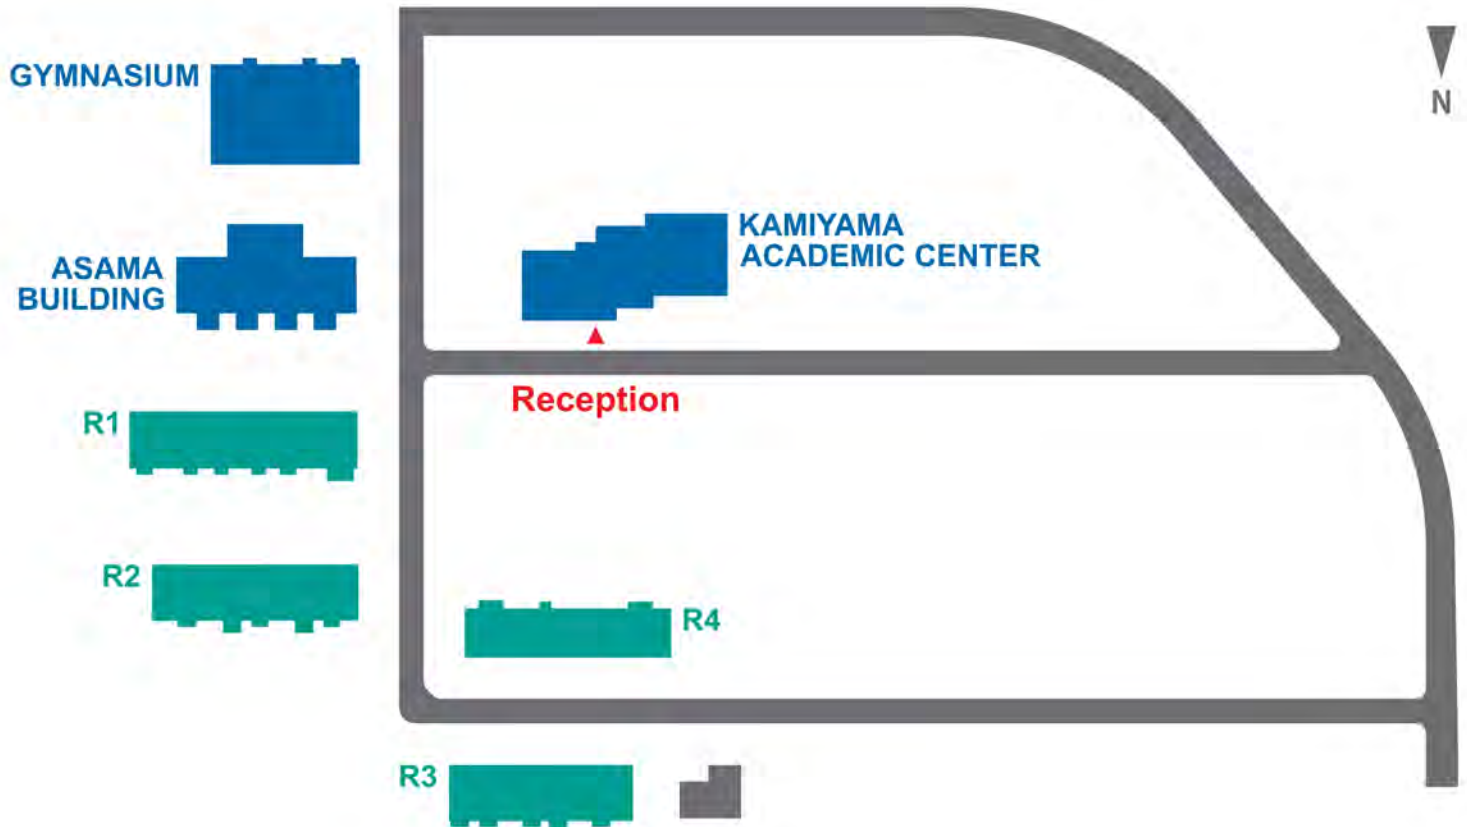 GYMNASIUM
N
KAMIYAMA
ACADEMIC CENTER
ASAMA
BUILDING
Reception
R1
R2
R4
R3